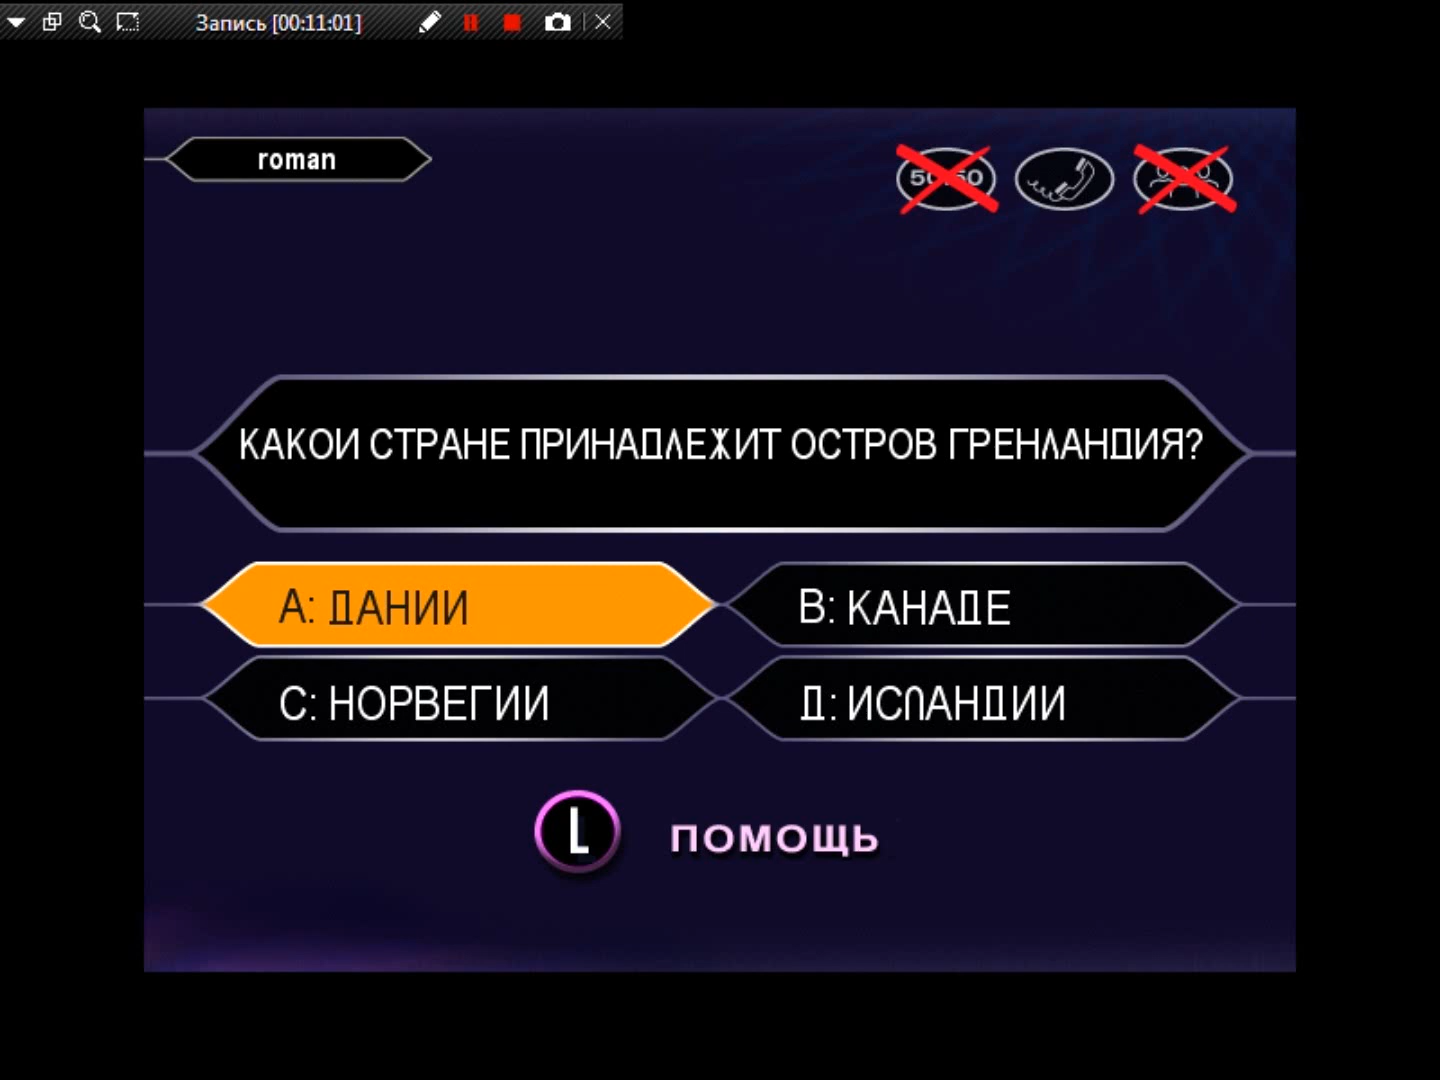 Запись [00:11:01]
roman
50:50
КАКОИ СТРАНЕ ПРИНАДЛЕЖИТ ОСТРОВ ГРЕНЛАНДИЯ?
A: ДАНИИ
B: КАНАДЕ
C: НОРВЕГИИ
Д: ИСЛАНДИИ
L ПОМОЩЬ